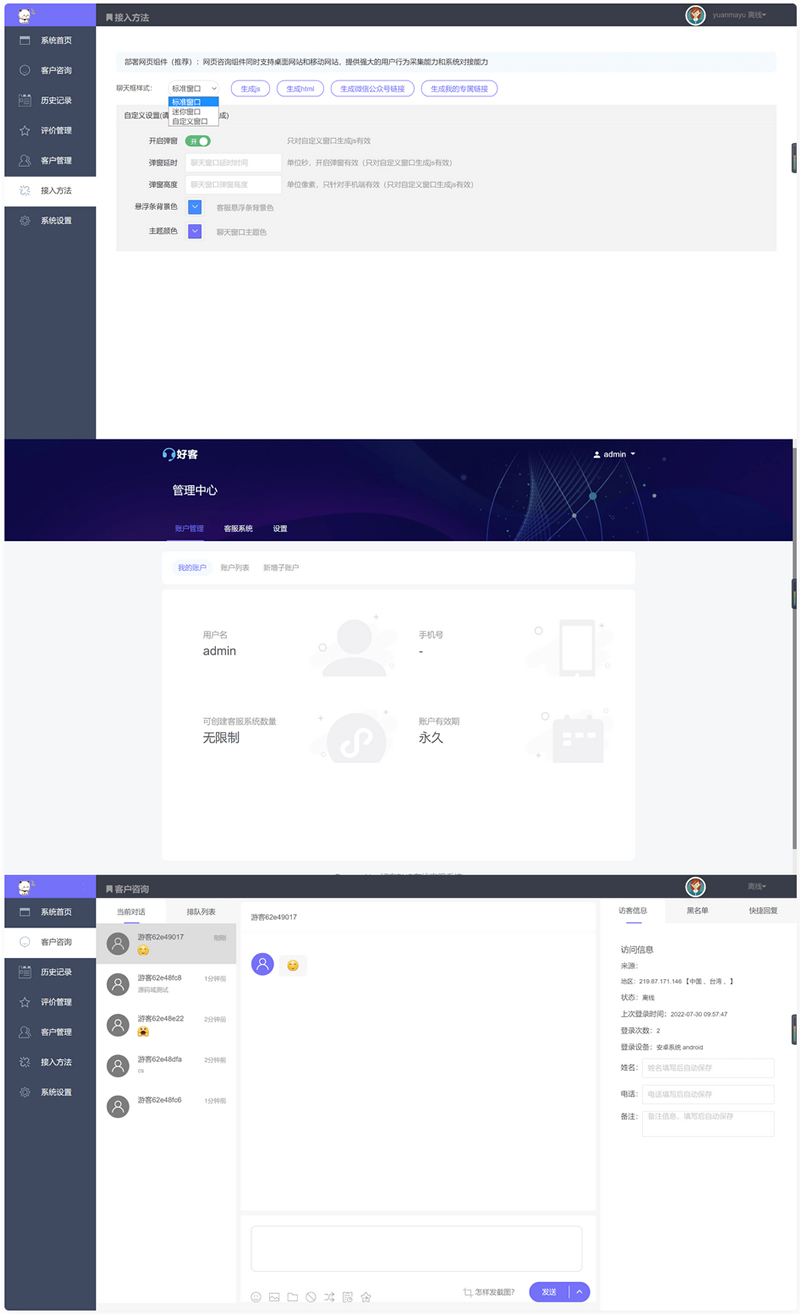 接入方法
yuanmayu 离线
系统首页
客户咨询
历史记录
评价管理
客户管理
接入方法
系统设置
部署网页组件（推荐）：网页咨询组件同时支持桌面网站和移动网站，提供强大的用户行为采集能力和系统对接能力
聊天框样式： 标准窗口 生成js 生成html 生成微信公众号链接 生成我的专属链接
标准窗口
迷你窗口
自定义窗口
自定义设置(请 成)
开启弹窗 开 只对自定义窗口生成js有效
弹窗延时 聊天窗口延时时间 单位秒，开启弹窗有效（只对自定义窗口生成js有效）
弹窗高度 聊天窗口弹窗高度 单位像素，只针对手机端有效（只对自定义窗口生成js有效）
悬浮条背景色 客服悬浮条背景色
主题颜色 聊天窗口主题色
好客
admin
管理中心
账户管理 客服系统 设置
我的账户 账户列表 新增子账户
用户名
admin
手机号
-
可创建客服系统数量
无限制
账户有效期
永久
客户咨询
离线
系统首页
客户咨询
历史记录
评价管理
客户管理
接入方法
系统设置
当前对话 排队列表
游客62e49017 刚刚
游客62e48fc8 1分钟前
源码域测试
游客62e48e22 2分钟前
游客62e48dfa 2分钟前
游客62e48fc6 1分钟前
游客62e49017
怎样发截图? 发送
访客信息 黑名单 快捷回复
访问信息
来源：
地区：219.87.171.146【中国 、台湾 、】
状态：离线
上次登录时间：2022-07-30 09:57:47
登录次数：2
登录设备：安卓系统 android
姓名： 姓名填写后自动保存
电话： 电话填写后自动保存
备注： 备注信息，填写后自动保存